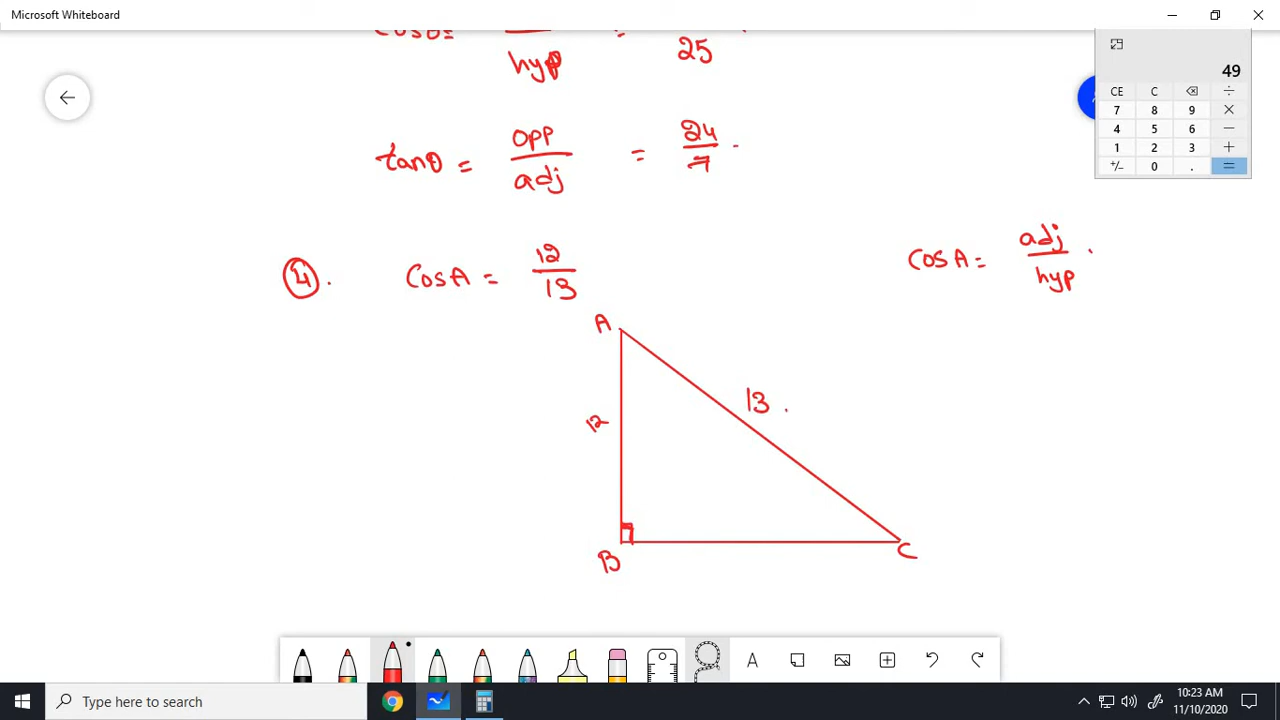 Microsoft Whiteboard
cosθ= hyp = 25
49
CE C ÷
7 8 9 ×
4 5 6 −
1 2 3 +
+/− 0 . =
tanθ = opp/adj = 24/7.
④. cosA = 12/13
cosA = adj/hyp.
A
13.
12
B
C
A
Type here to search
10:23 AM
11/10/2020